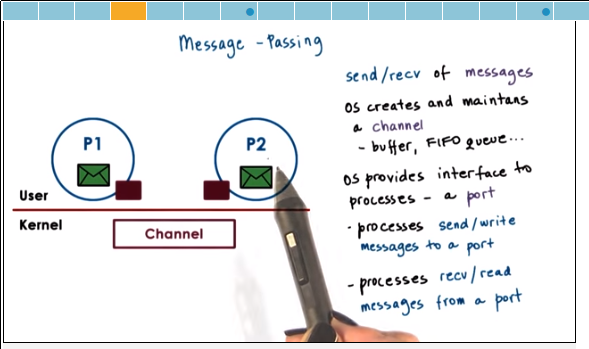 Message - Passing
send/recv of messages
OS creates and maintans
a channel
- buffer, FIFO queue...
OS provides interface to
processes - a port
- processes send/write
messages to a port
- processes recv/read
messages from a port
P1
P2
User
Kernel
Channel